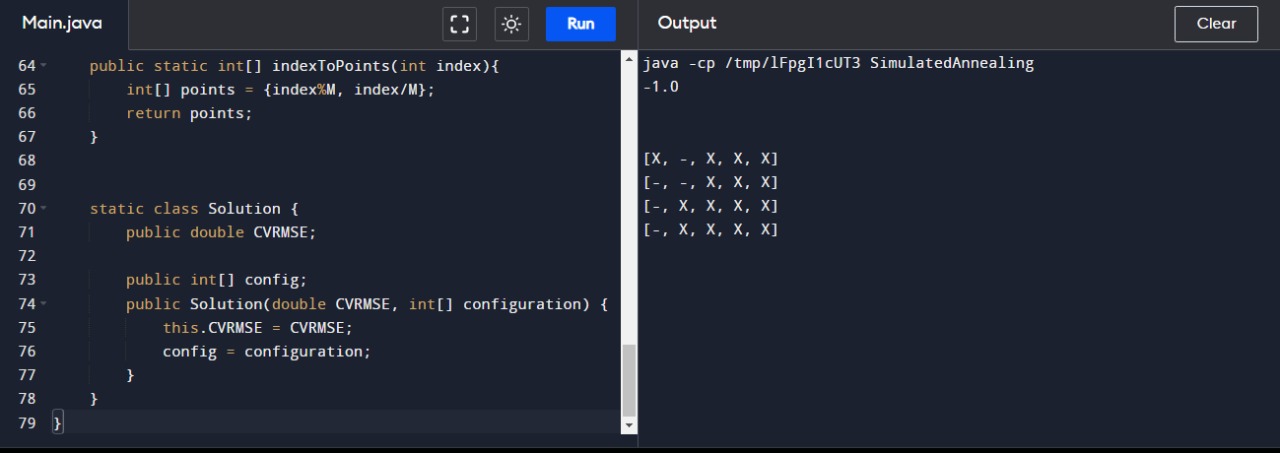 Main.java
Run
64 public static int[] indexToPoints(int index){
65 int[] points = {index%M, index/M};
66 return points;
67 }
68
69
70 static class Solution {
71 public double CVRMSE;
72
73 public int[] config;
74 public Solution(double CVRMSE, int[] configuration) {
75 this.CVRMSE = CVRMSE;
76 config = configuration;
77 }
78 }
79 }
Output
Clear
java -cp /tmp/lFpgI1cUT3 SimulatedAnnealing
-1.0
[X, -, X, X, X]
[-, -, X, X, X]
[-, X, X, X, X]
[-, X, X, X, X]